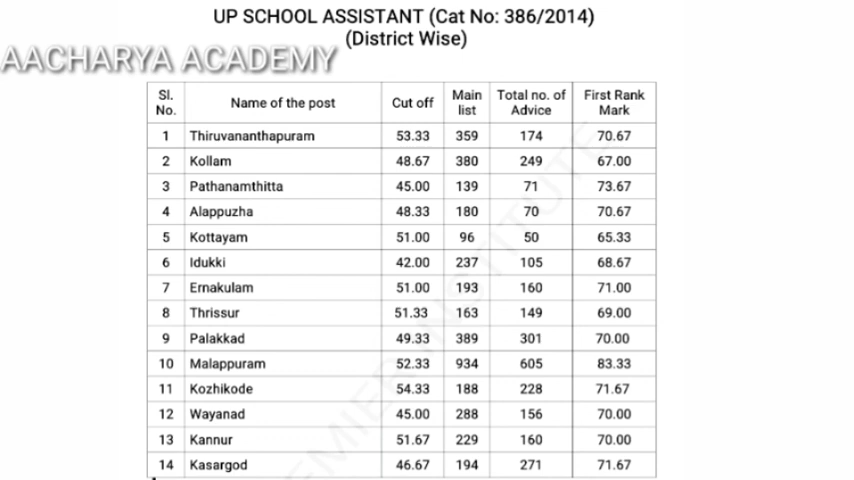 UP SCHOOL ASSISTANT (Cat No: 386/2014)
(District Wise)
AACHARYA ACADEMY
Sl. No. Name of the post Cut off Main list Total no. of Advice First Rank Mark
1 Thiruvananthapuram 53.33 359 174 70.67
2 Kollam 48.67 380 249 67.00
3 Pathanamthitta 45.00 139 71 73.67
4 Alappuzha 48.33 180 70 70.67
5 Kottayam 51.00 96 50 65.33
6 Idukki 42.00 237 105 68.67
7 Ernakulam 51.00 193 160 71.00
8 Thrissur 51.33 163 149 69.00
9 Palakkad 49.33 389 301 70.00
10 Malappuram 52.33 934 605 83.33
11 Kozhikode 54.33 188 228 71.67
12 Wayanad 45.00 288 156 70.00
13 Kannur 51.67 229 160 70.00
14 Kasargod 46.67 194 271 71.67